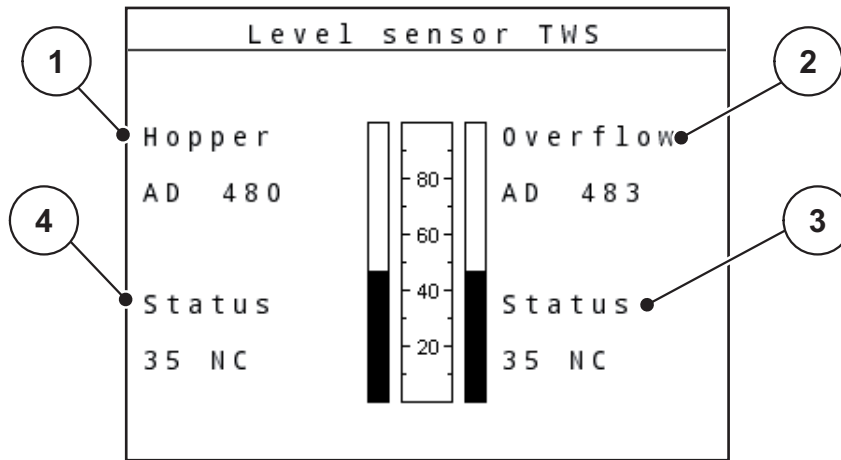 Level sensor TWS
1
2
Hopper
Overflow
AD 480
80
AD 483
4
60
3
Status
40
Status
35 NC
20
35 NC